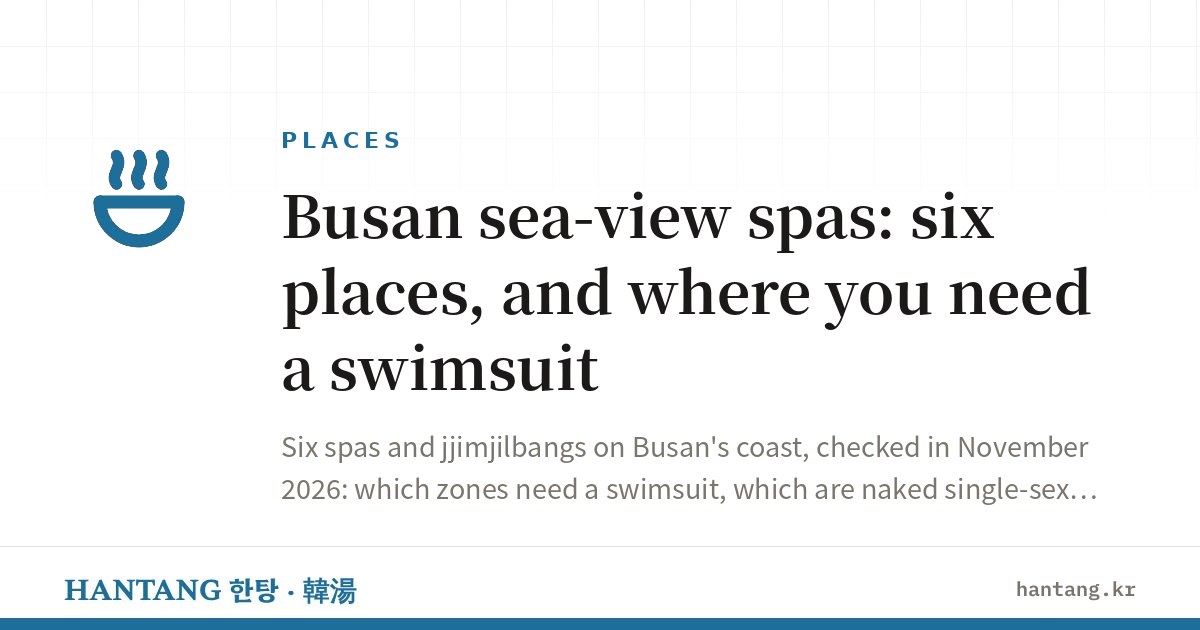 PLACES
Busan sea-view spas: six
places, and where you need
a swimsuit
Six spas and jjimjilbangs on Busan's coast, checked in November
2026: which zones need a swimsuit, which are naked single-sex…
HANTANG 한탕 · 韓湯
hantang.kr